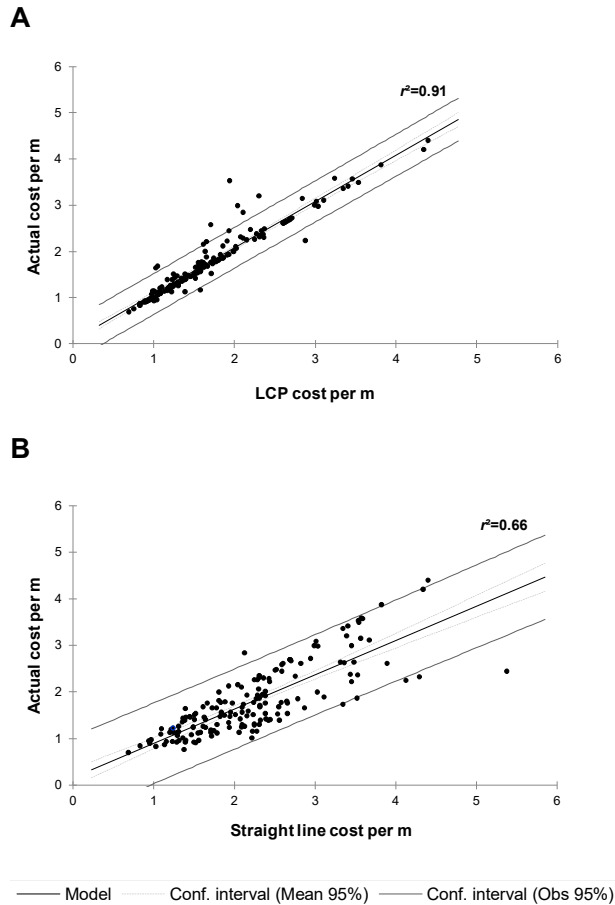 A
6
r²=0.91
5
4
3
2
1
0
Actual cost per m
0 1 2 3 4 5 6
LCP cost per m
B
6
r²=0.66
5
4
3
2
1
0
Actual cost per m
0 1 2 3 4 5 6
Straight line cost per m
Model Conf. interval (Mean 95%) Conf. interval (Obs 95%)